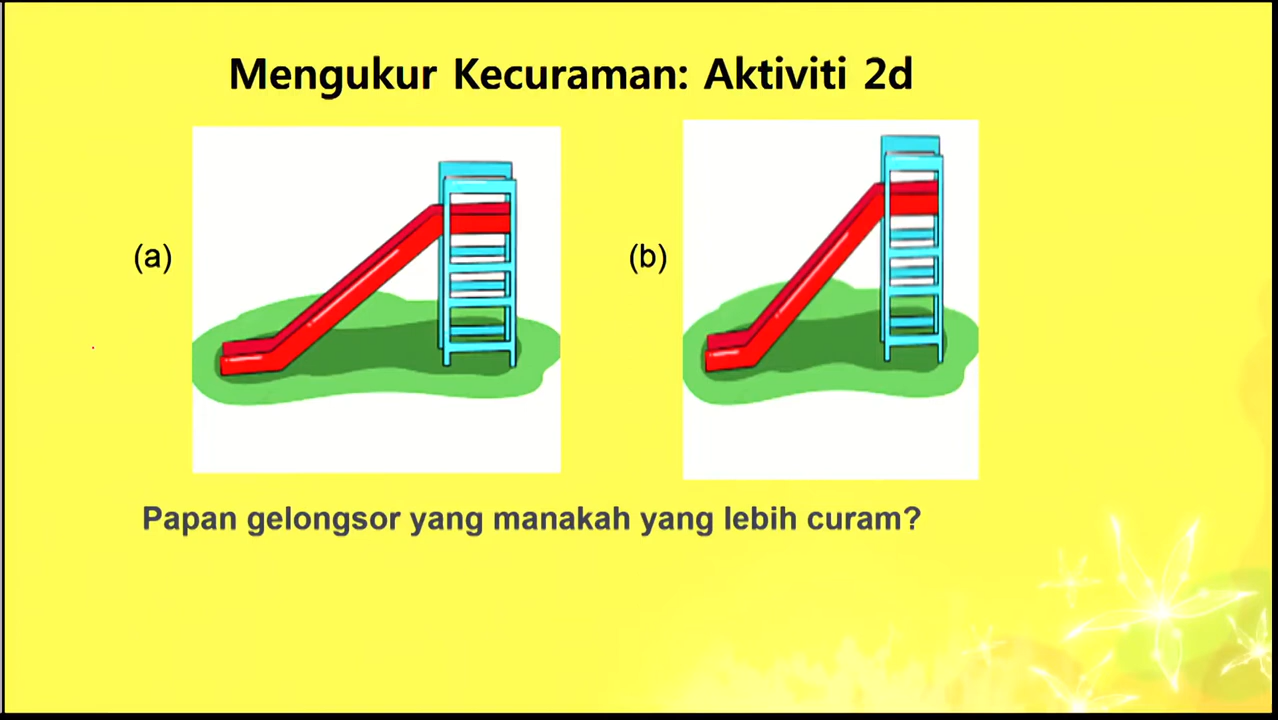 Mengukur Kecuraman: Aktiviti 2d
(a)
(b)
Papan gelongsor yang manakah yang lebih curam?